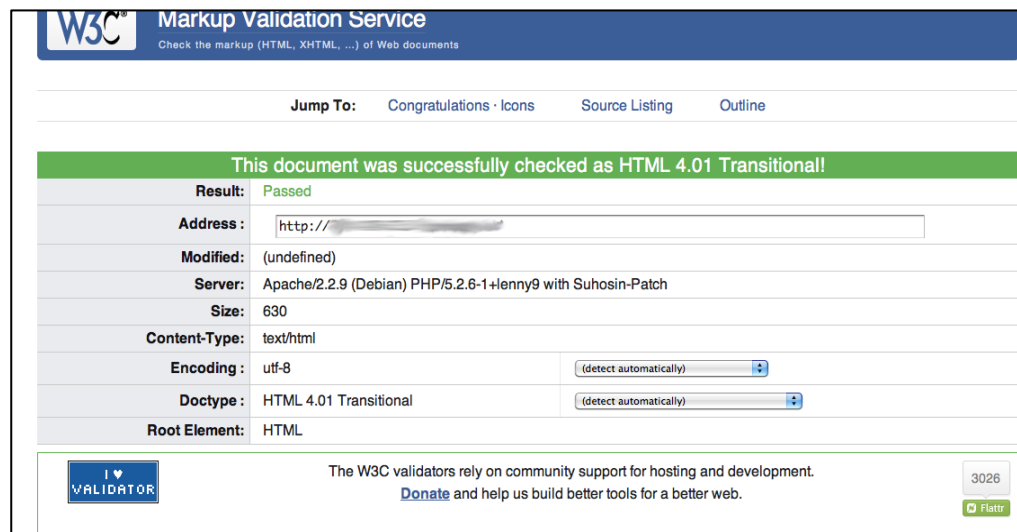 W3C®
Markup Validation Service
Check the markup (HTML, XHTML, ...) of Web documents
Jump To: Congratulations · Icons Source Listing Outline
This document was successfully checked as HTML 4.01 Transitional!
Result: Passed
Address : http://
Modified: (undefined)
Server: Apache/2.2.9 (Debian) PHP/5.2.6-1+lenny9 with Suhosin-Patch
Size: 630
Content-Type: text/html
Encoding : utf-8 (detect automatically)
Doctype : HTML 4.01 Transitional (detect automatically)
Root Element: HTML
I ♥
VALIDATOR
The W3C validators rely on community support for hosting and development.
Donate and help us build better tools for a better web.
3026
Flattr